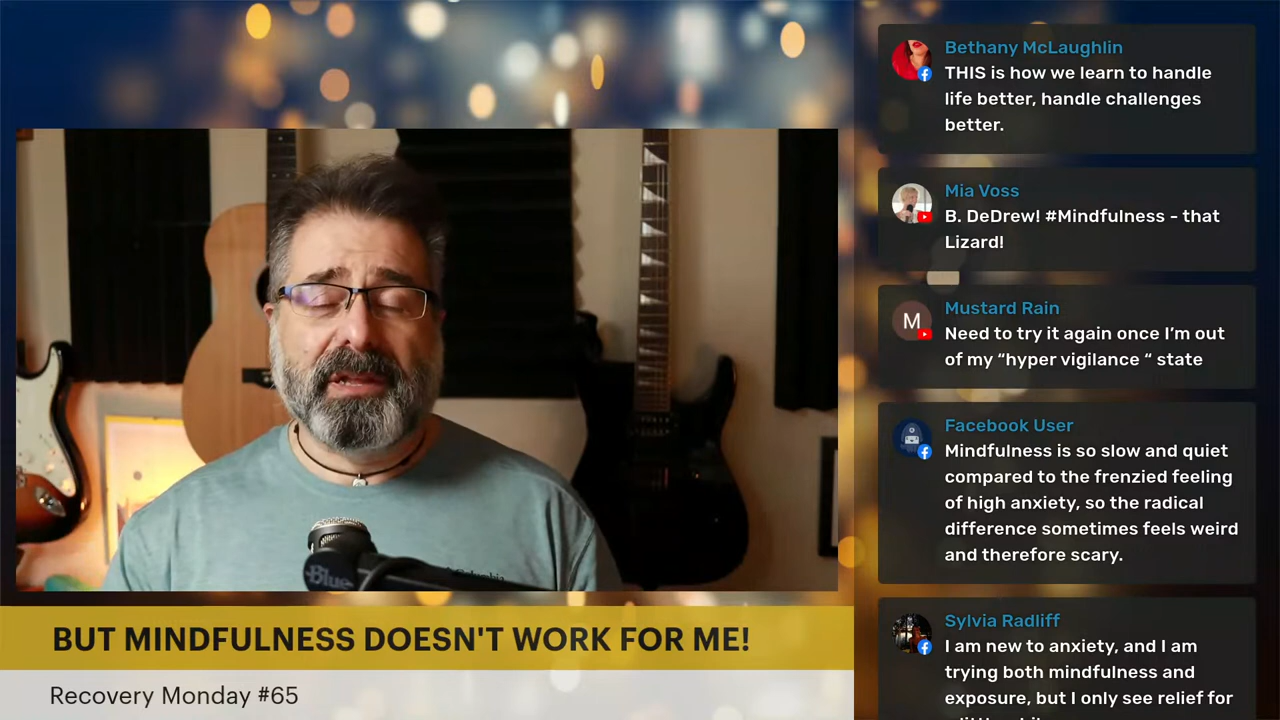 Bethany McLaughlin
THIS is how we learn to handle
life better, handle challenges
better.
Mia Voss
B. DeDrew! #Mindfulness - that
Lizard!
M
Mustard Rain
Need to try it again once I’m out
of my “hyper vigilance “ state
Facebook User
Mindfulness is so slow and quiet
compared to the frenzied feeling
of high anxiety, so the radical
difference sometimes feels weird
and therefore scary.
Sylvia Radliff
I am new to anxiety, and I am
trying both mindfulness and
exposure, but I only see relief for
Blue
BUT MINDFULNESS DOESN'T WORK FOR ME!
Recovery Monday #65